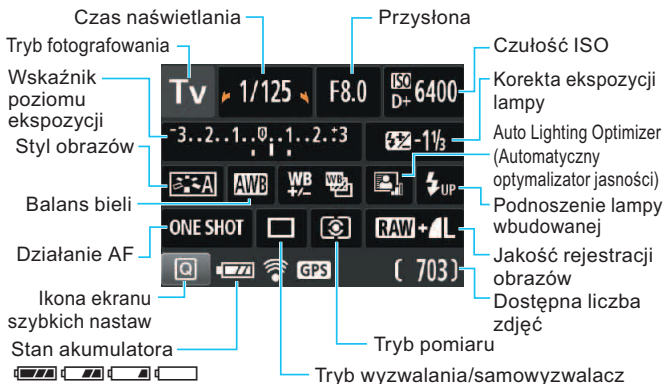 Czas naświetlania
Przysłona
Tryb fotografowania
Czułość ISO
Wskaźnik
poziomu
ekspozycji
Korekta ekspozycji
lampy
Tv 1/125 F8.0 ISO D+ 6400
-3..2..1..0..1..2.+3 -1⅓
Styl obrazów
Auto Lighting Optimizer
(Automatyczny
optymalizator jasności)
A AWB WB +/- WB UP
Balans bieli
Podnoszenie lampy
wbudowanej
ONE SHOT RAW+L
Działanie AF
Jakość rejestracji
obrazów
Q GPS ( 703)
Ikona ekranu
szybkich nastaw
Dostępna liczba
zdjęć
Stan akumulatora
Tryb pomiaru
Tryb wyzwalania/samowyzwalacz